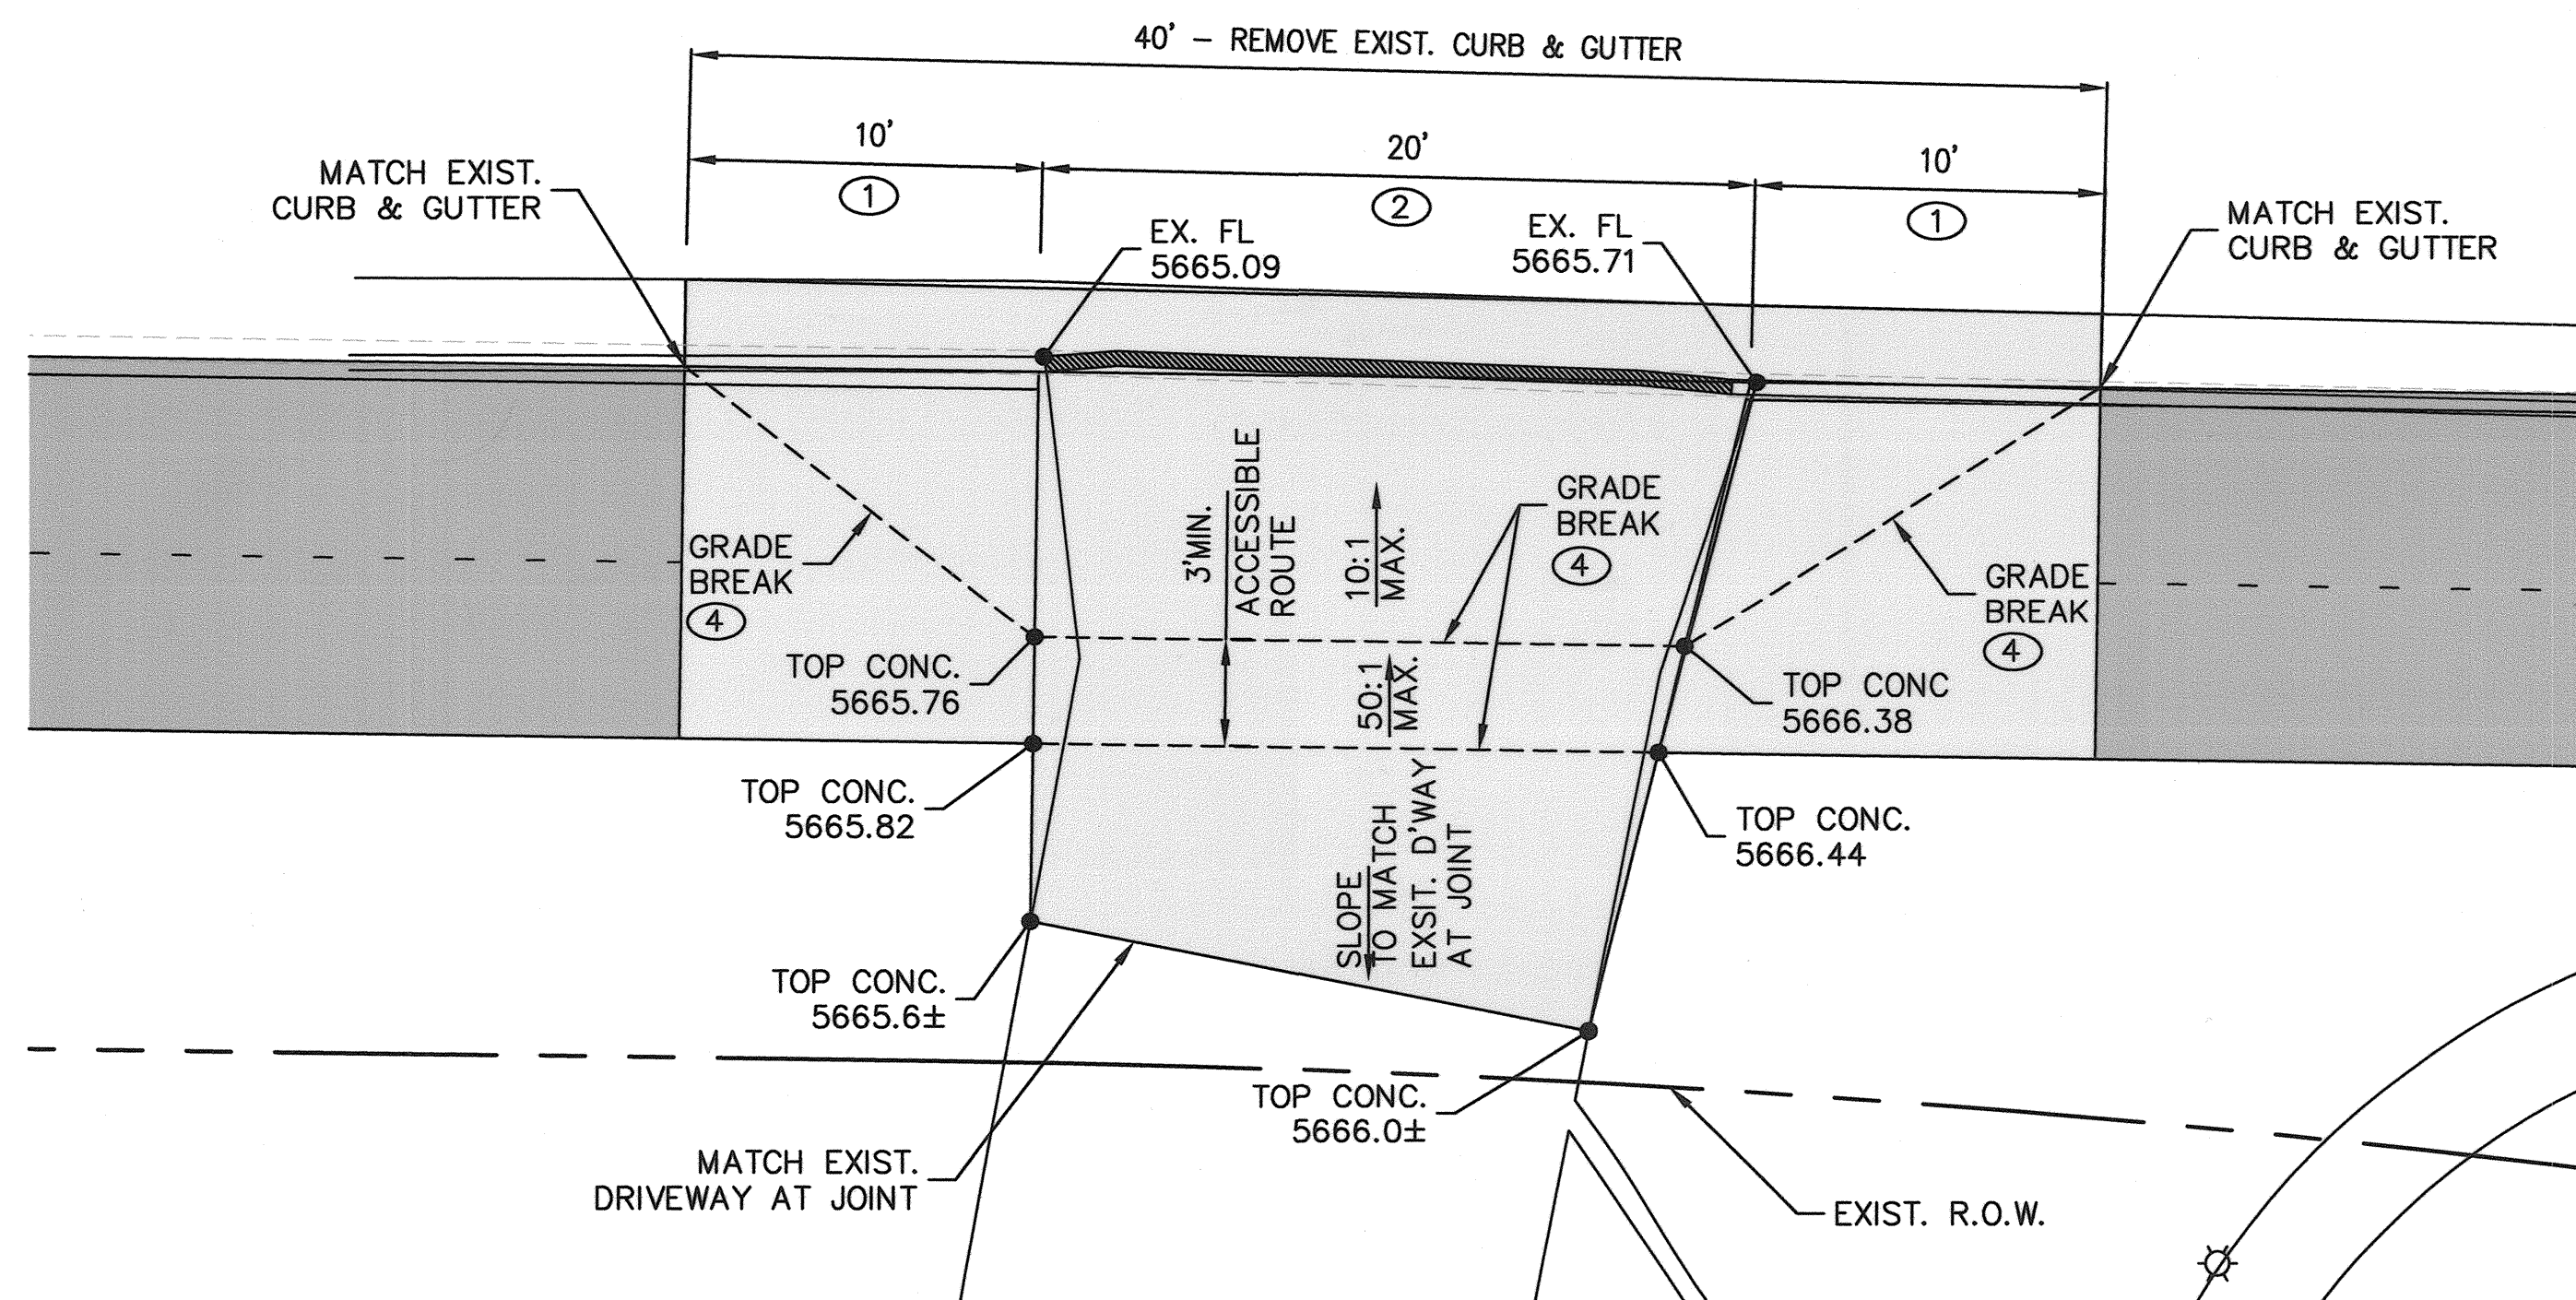 40' - REMOVE EXIST. CURB & GUTTER
10'
20'
10'
1
2
1
MATCH EXIST.
CURB & GUTTER
EX. FL
5665.09
EX. FL
5665.71
MATCH EXIST.
CURB & GUTTER
GRADE
BREAK
4
3'MIN.
ACCESSIBLE
ROUTE
10:1
MAX.
GRADE
BREAK
4
GRADE
BREAK
4
TOP CONC.
5665.76
50:1
MAX.
TOP CONC
5666.38
TOP CONC.
5665.82
SLOPE
TO MATCH
EXSIT. D'WAY
AT JOINT
TOP CONC.
5666.44
TOP CONC.
5665.6±
TOP CONC.
5666.0±
MATCH EXIST.
DRIVEWAY AT JOINT
EXIST. R.O.W.